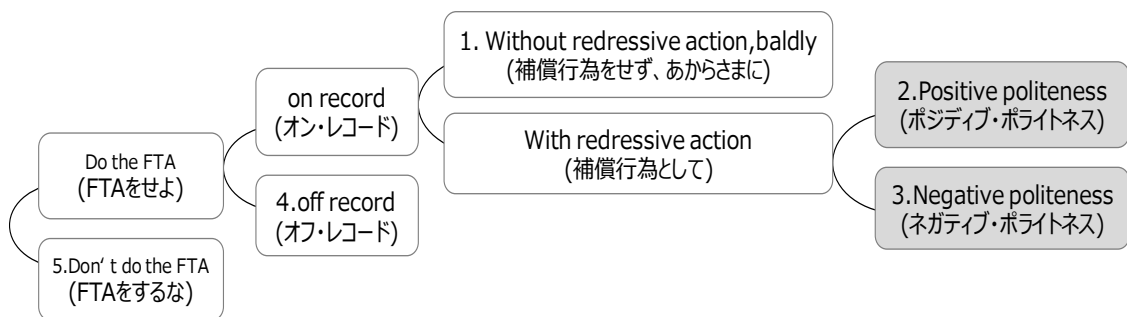 1. Without redressive action,baldly
(補償行為をせず、あからさまに)
on record
(オン・レコード)
2.Positive politeness
(ポジティブ・ポライトネス)
With redressive action
(補償行為として)
Do the FTA
(FTAをせよ)
4.off record
(オフ・レコード)
3.Negative politeness
(ネガティブ・ポライトネス)
5.Don‘t do the FTA
(FTAをするな)